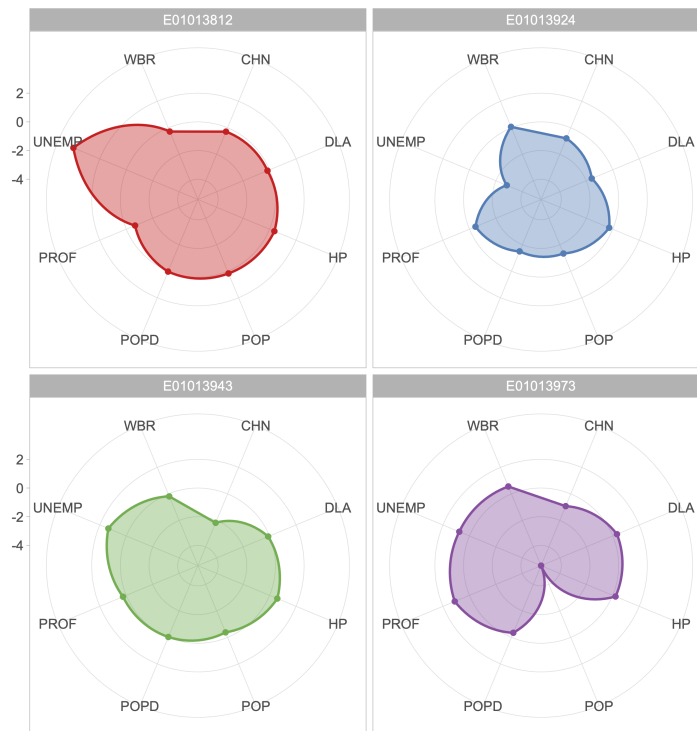 E01013812
E01013924
WBR CHN WBR CHN
2
0
UNEMP DLA UNEMP DLA
-2
-4
PROF HP PROF HP
POPD POP POPD POP
E01013943
E01013973
WBR CHN WBR CHN
2
0
UNEMP DLA UNEMP DLA
-2
-4
PROF HP PROF HP
POPD POP POPD POP